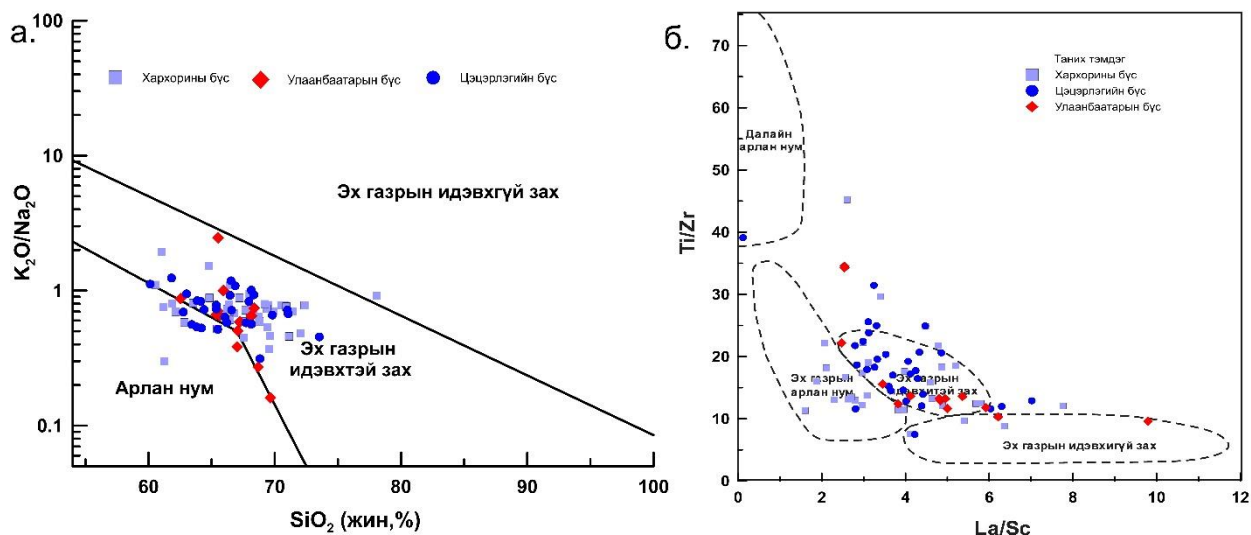 а.
100
10
1
0.1
K2O/Na2O
Хархорины бүс
Улаанбаатарын бүс
Цэцэрлэгийн бүс
Эх газрын идэвхгүй зах
Эх газрын
идэвхтэй зах
Арлан нум
60
70
80
90
100
SiO2 (жин,%)
б.
70
60
50
40
30
20
10
0
Ti/Zr
Таних тэмдэг
Хархорины бүс
Цэцэрлэгийн бүс
Улаанбаатарын бүс
Далайн
арлан нум
Эх газрын
арлан нум
Эх газрын
идэвхитэй зах
Эх газрын идэвхигүй зах
0
2
4
6
8
10
12
La/Sc